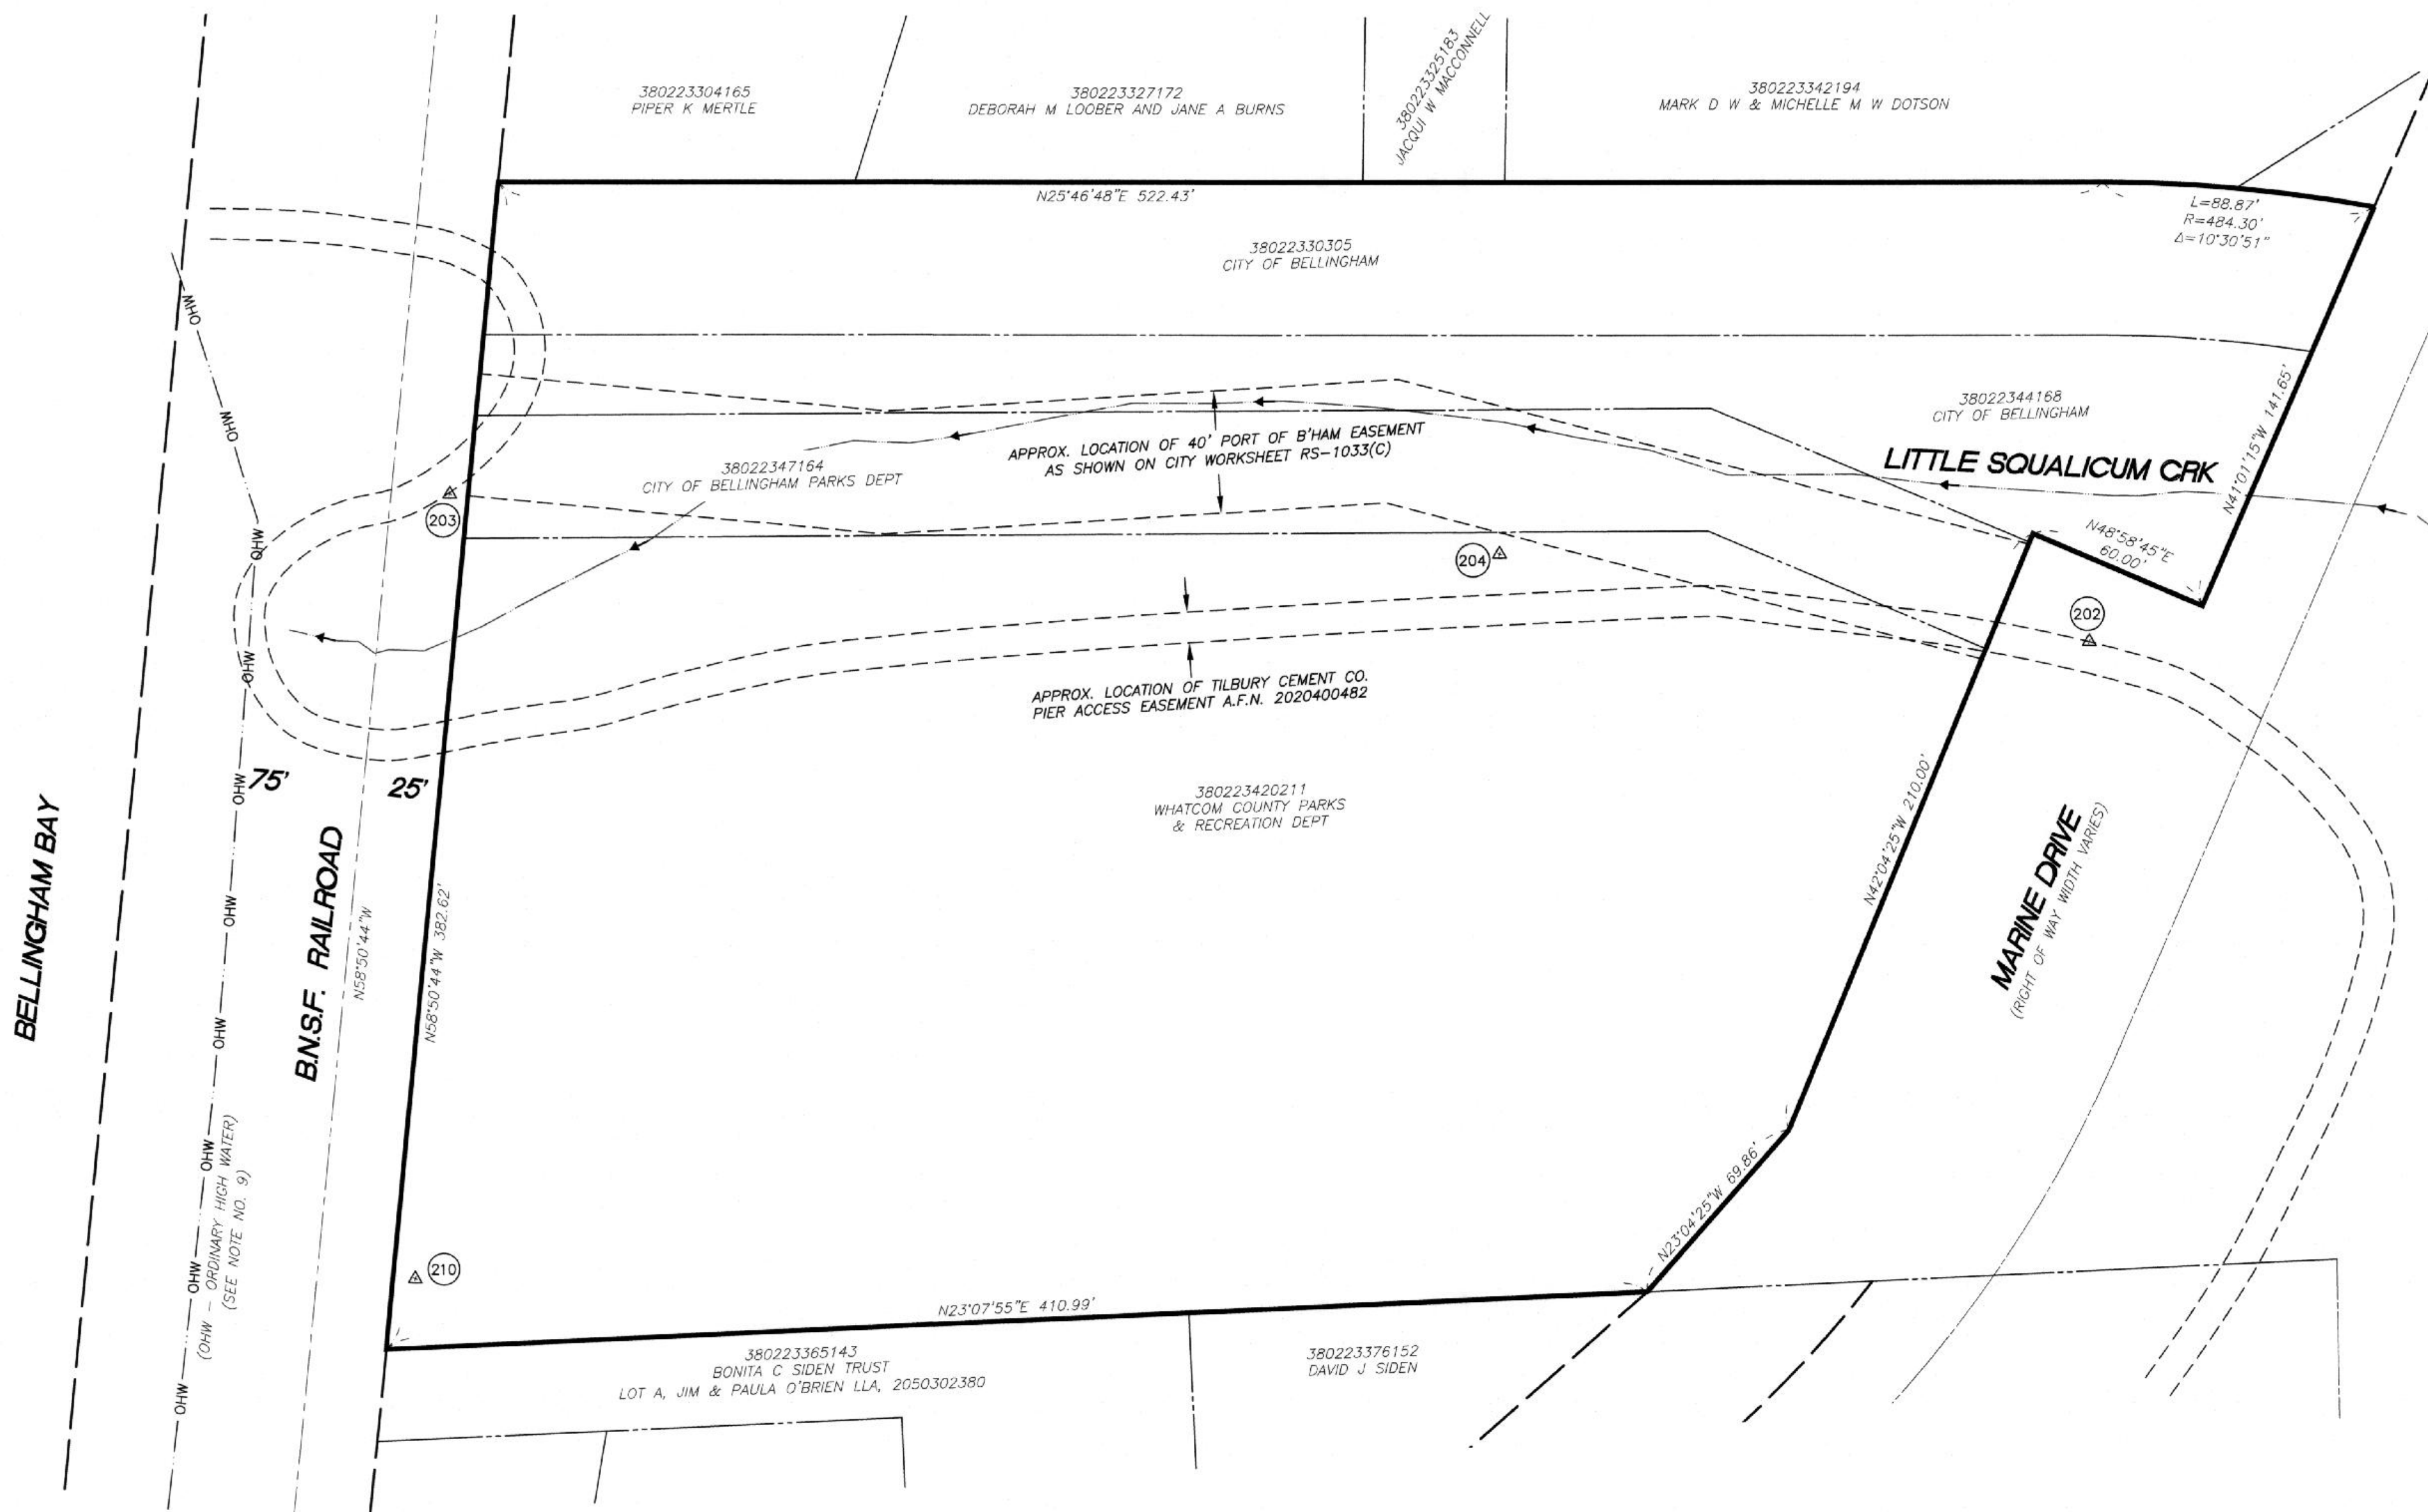 380223304165
PIPER K MERTLE
380223327172
DEBORAH M LOOBER AND JANE A BURNS
380223325183
JACQUI W MACCONNELL
380223342194
MARK D W & MICHELLE M W DOTSON
N25°46'48"E 522.43'
L=88.87'
R=484.30'
Δ=10°30'51"
38022330305
CITY OF BELLINGHAM
OHW
OHW
OHW
OHW
OHW
OHW
OHW
OHW
OHW
OHW
38022344168
CITY OF BELLINGHAM
N41°01'15"W 141.65'
APPROX. LOCATION OF 40' PORT OF B'HAM EASEMENT
AS SHOWN ON CITY WORKSHEET RS-1033(C)
LITTLE SQUALICUM CRK
38022347164
CITY OF BELLINGHAM PARKS DEPT
203
204
N48°58'45"E
60.00'
202
APPROX. LOCATION OF TILBURY CEMENT CO.
PIER ACCESS EASEMENT A.F.N. 2020400482
75'
25'
380223420211
WHATCOM COUNTY PARKS
& RECREATION DEPT
BELLINGHAM BAY
B.N.S.F. RAILROAD
N58°50'44"W
N58°50'44"W 382.62'
N42°04'25"W 210.00'
MARINE DRIVE
(RIGHT OF WAY WIDTH VARIES)
(OHW - ORDINARY HIGH WATER)
(SEE NOTE NO. 9)
N23°04'25"W 69.86'
210
N23°07'55"E 410.99'
380223365143
BONITA C SIDEN TRUST
LOT A, JIM & PAULA O'BRIEN LLA, 2050302380
380223376152
DAVID J SIDEN